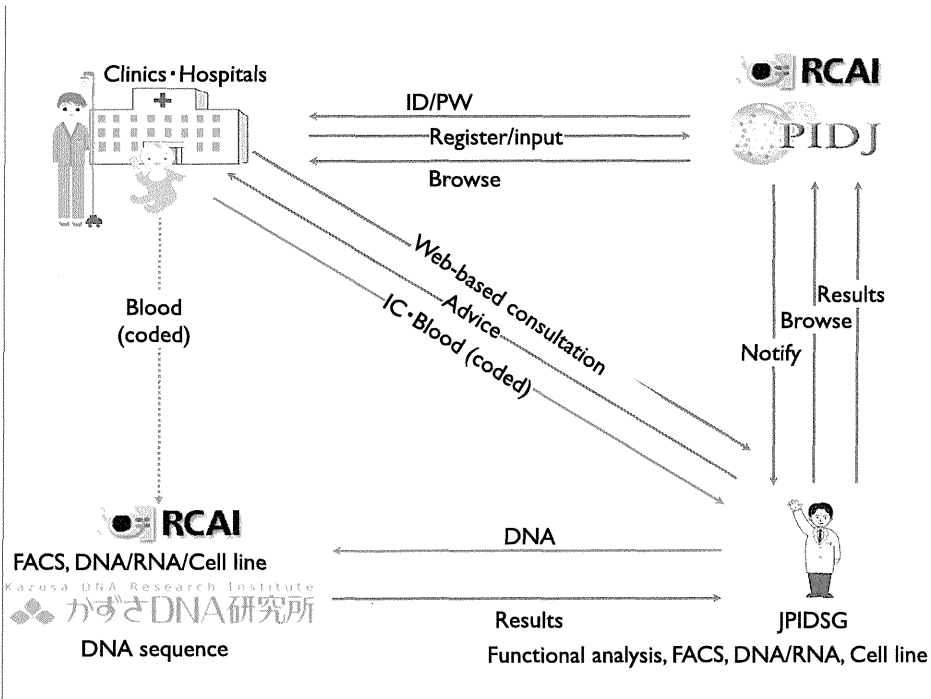 Clinics・Hospitals
RCAI
PIDJ
ID/PW
Register/input
Browse
Web-based consultation
Advice
IC・Blood (coded)
Blood
(coded)
Results
Browse
Notify
RCAI
FACS, DNA/RNA/Cell line
Kazusa DNA Research Institute
かずさDNA研究所
DNA sequence
DNA
Results
JPIDSG
Functional analysis, FACS, DNA/RNA, Cell line